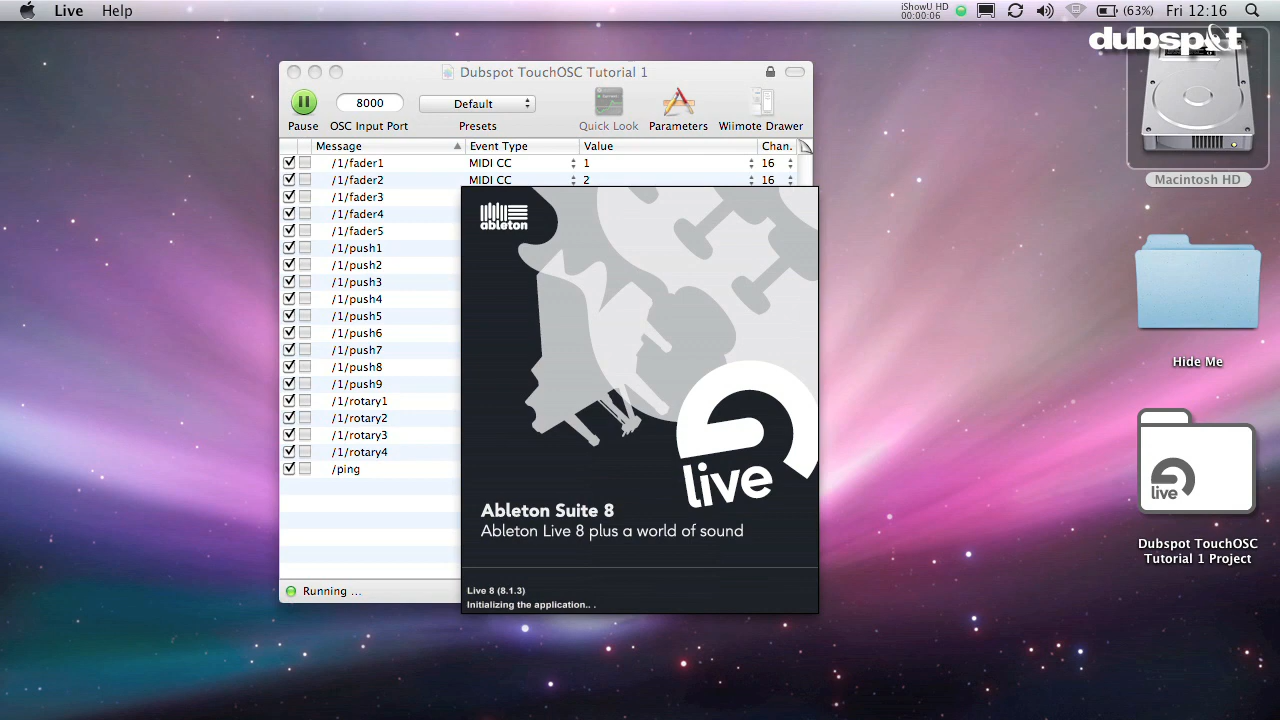 Live Help
iShowU HD
00:00:06
(63%) Fri 12:16
dubspot
Dubspot TouchOSC Tutorial 1
8000 Default
Pause OSC Input Port Presets Quick Look Parameters Wiimote Drawer
Message Event Type Value Chan.
/1/fader1 MIDI CC 1 16
/1/fader2 MIDI CC 2 16
/1/fader3
/1/fader4
/1/fader5
/1/push1
/1/push2
/1/push3
/1/push4
/1/push5
/1/push6
/1/push7
/1/push8
/1/push9
/1/rotary1
/1/rotary2
/1/rotary3
/1/rotary4
/ping
Running ...
ableton
live
Ableton Suite 8
Ableton Live 8 plus a world of sound
Live 8 (8.1.3)
Initializing the application.. .
Macintosh HD
Hide Me
live
Dubspot TouchOSC
Tutorial 1 Project